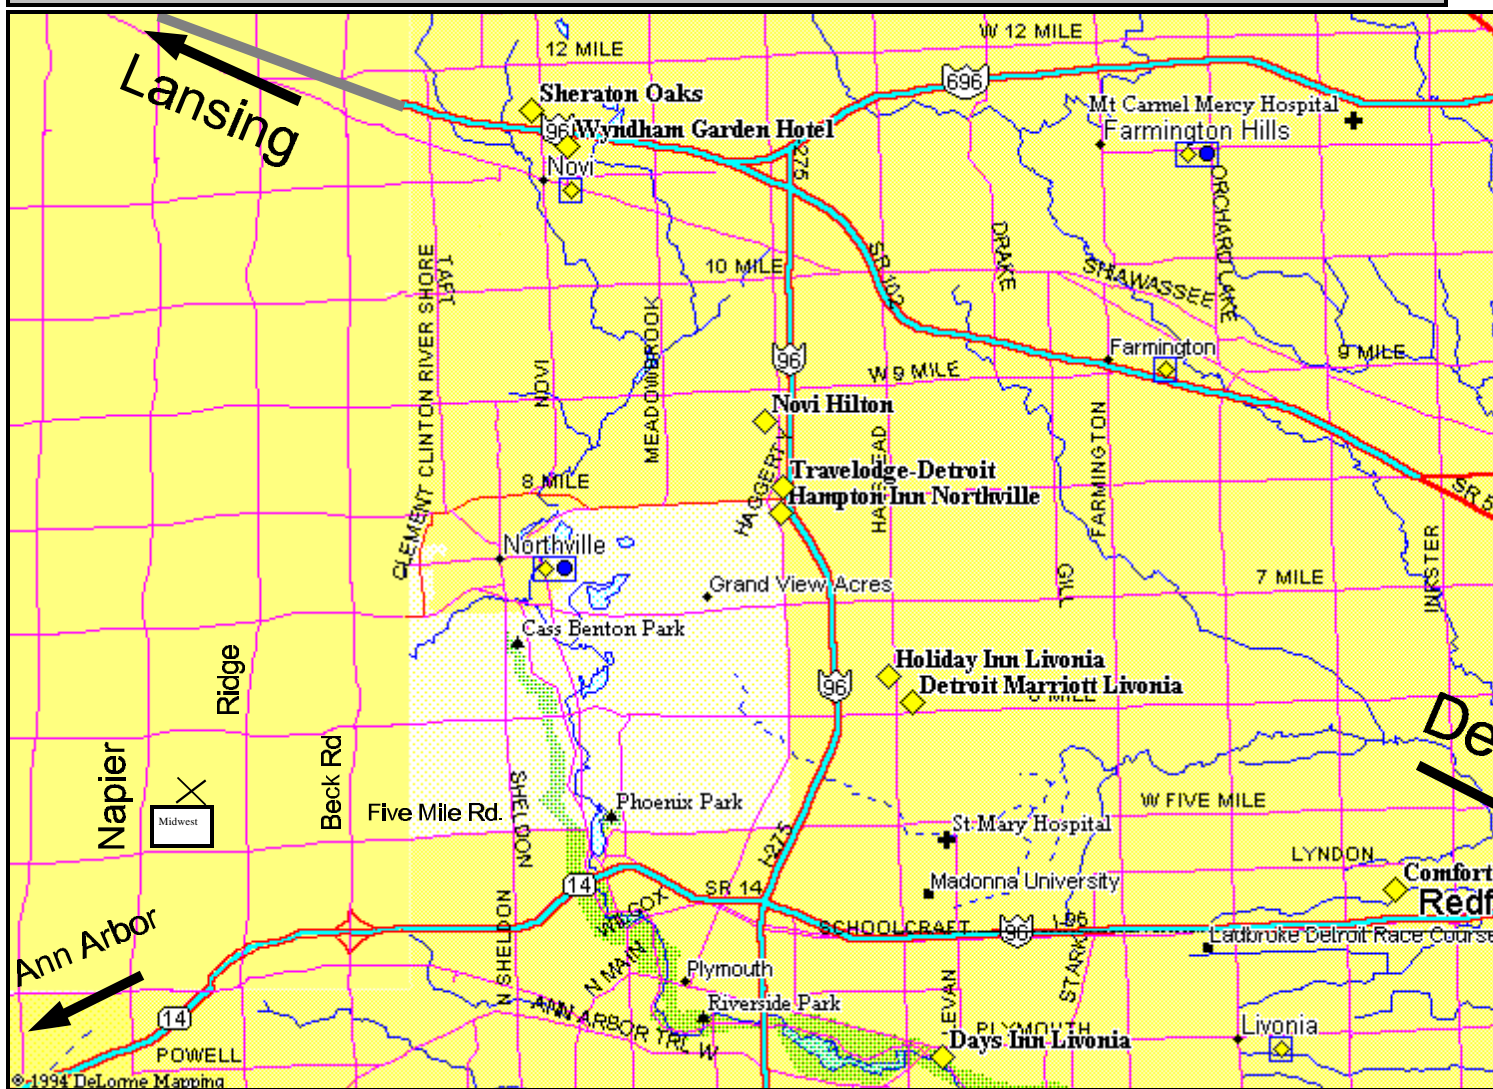 W 12 MILE
12 MILE
Lansing
696
Sheraton Oaks
Mt Carmel Mercy Hospital
96
Wyndham Garden Hotel
Farmington Hills
Novi
275
ORCHARD LAKE
DRAKE
SR 102
TAFT
10 MILE
SHIAWASSEE
CLEMENT CLINTON RIVER SHORE
MEADOWBROOK
NOVI
96
Farmington
9 MILE
W 9 MILE
Novi Hilton
HAGGERTY
FARMINGTON
Travelodge-Detroit
8 MILE
Hampton Inn Northville
SR 5
Northville
INKSTER
GILL
7 MILE
Grand View Acres
Cass Benton Park
Holiday Inn Livonia
Ridge
96
Detroit Marriott Livonia
MILE
De
Napier
Beck Rd
SHELDON
Midwest
Five Mile Rd.
Phoenix Park
W FIVE MILE
St Mary Hospital
I-275
LYNDON
14
SR 14
Madonna University
Comfort
Redf
WILCOX
SCHOOLCRAFT
96
I-96
Ladbroke Detroit Race Course
Ann Arbor
N SHELDON
N MAIN
Plymouth
STARK
LEVAN
Riverside Park
ANN ARBOR TRL W
14
PLYMOUTH
Livonia
Days Inn Livonia
POWELL
© 1994 DeLorme Mapping